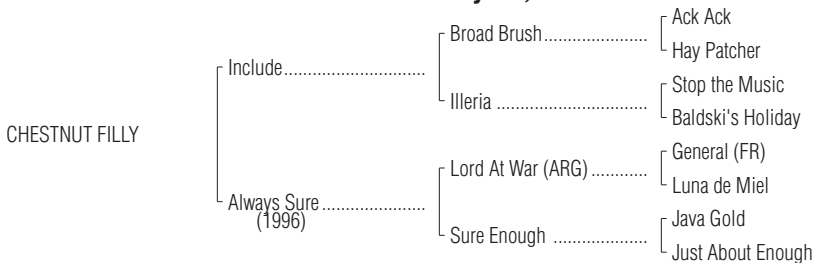 Ack Ack
Broad Brush
Hay Patcher
Include
Stop the Music
Illeria
Baldski's Holiday
CHESTNUT FILLY
General (FR)
Lord At War (ARG)
Luna de Miel
Always Sure
(1996)
Java Gold
Sure Enough
Just About Enough